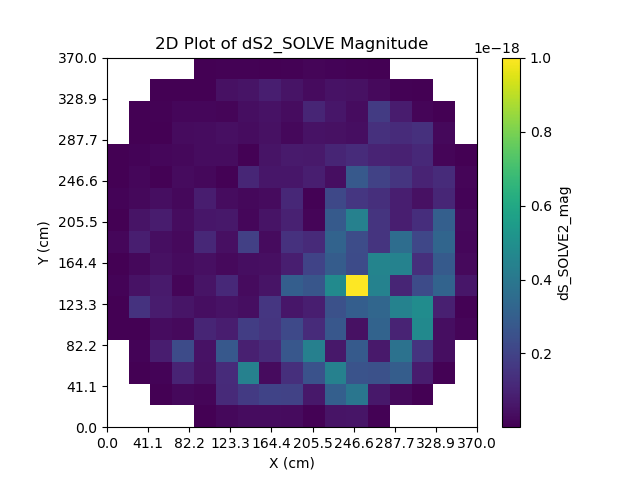 2D Plot of dS2_SOLVE Magnitude
1e−18
370.0
328.9
287.7
246.6
205.5
164.4
123.3
82.2
41.1
0.0
Y (cm)
0.0 41.1 82.2 123.3 164.4 205.5 246.6 287.7 328.9 370.0
X (cm)
1.0
0.8
0.6
0.4
0.2
dS_SOLVE2_mag